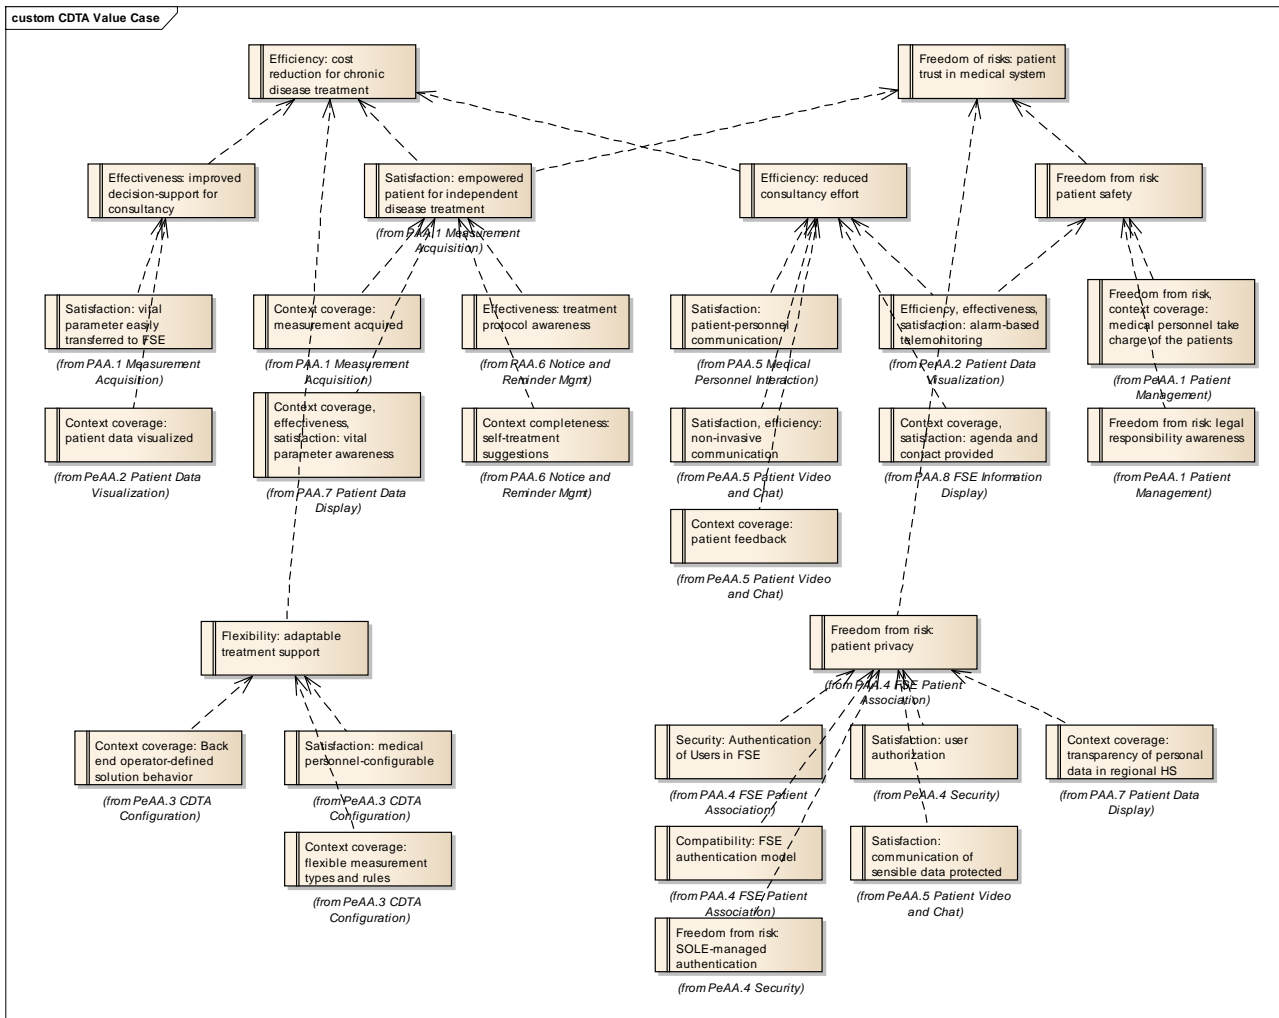 custom CDTA Value Case
Efficiency: cost
reduction for chronic
disease treatment
Freedom of risks: patient
trust in medical system
Effectiveness: improved
decision-support for
consultancy
Satisfaction: empowered
patient for independent
disease treatment
(from PAA.1 Measurement
Acquisition)
Efficiency: reduced
consultancy effort
Freedom from risk:
patient safety
Satisfaction: vital
parameter easily
transferred to FSE
(from PAA.1 Measurement
Acquisition)
Context coverage:
measurement acquired
(from PAA.1 Measurement
Acquisition)
Effectiveness: treatment
protocol awareness
(from PAA.6 Notice and
Reminder Mgmt)
Satisfaction:
patient-personnel
communication
(from PAA.5 Medical
Personnel Interaction)
Efficiency, effectiveness,
satisfaction: alarm-based
telemonitoring
(from PeAA.2 Patient Data
Visualization)
Freedom from risk,
context coverage:
medical personnel take
charge of the patients
(from PeAA.1 Patient
Management)
Context coverage:
patient data visualized
(from PeAA.2 Patient Data
Visualization)
Context coverage,
effectiveness,
satisfaction: vital
parameter awareness
(from PAA.7 Patient Data
Display)
Context completeness:
self-treatment
suggestions
(from PAA.6 Notice and
Reminder Mgmt)
Satisfaction, efficiency:
non-invasive
communication
(from PeAA.5 Patient Video
and Chat)
Context coverage,
satisfaction: agenda and
contact provided
(from PAA.8 FSE Information
Display)
Freedom from risk: legal
responsibility awareness
(from PeAA.1 Patient
Management)
Context coverage:
patient feedback
(from PeAA.5 Patient Video
and Chat)
Flexibility: adaptable
treatment support
Freedom from risk:
patient privacy
(from PAA.4 FSE Patient
Association)
Context coverage: Back
end operator-defined
solution behavior
(from PeAA.3 CDTA
Configuration)
Satisfaction: medical
personnel-configurable
(from PeAA.3 CDTA
Configuration)
Security: Authentication
of Users in FSE
(from PAA.4 FSE Patient
Association)
Satisfaction: user
authorization
(from PeAA.4 Security)
Context coverage:
transparency of personal
data in regional HS
(from PAA.7 Patient Data
Display)
Context coverage:
flexible measurement
types and rules
(from PeAA.3 CDTA
Configuration)
Compatibility: FSE
authentication model
(from PAA.4 FSE Patient
Association)
Satisfaction:
communication of
sensible data protected
(from PeAA.5 Patient Video
and Chat)
Freedom from risk:
SOLE-managed
authentication
(from PeAA.4 Security)